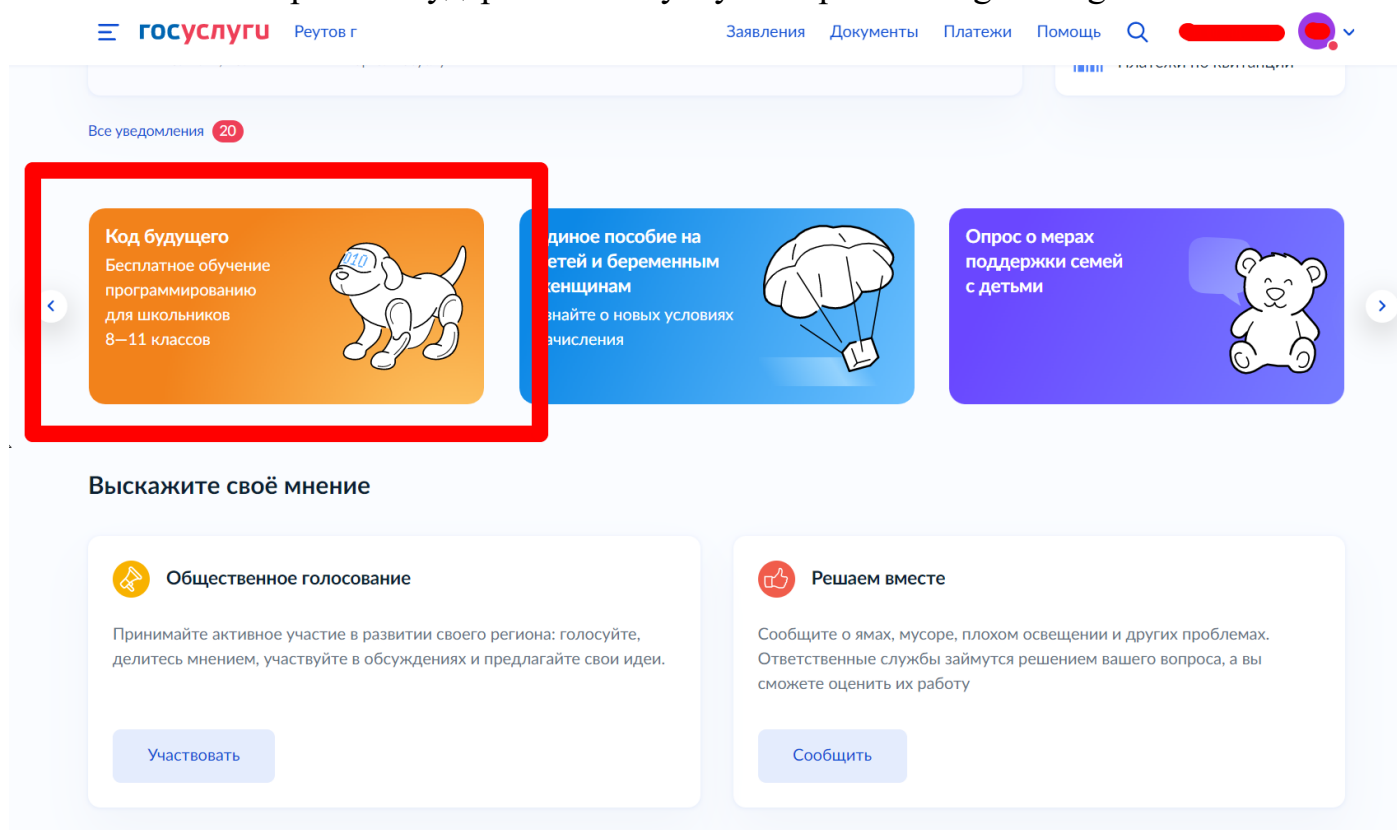 госуслуги Реутов г Заявления Документы Платежи Помощь
Все уведомления 20
Код будущего
Бесплатное обучение
программированию
для школьников
8—11 классов
010
диное пособие на
етей и беременным
енщинам
знайте о новых условиях
ачисления
Опрос о мерах
поддержки семей
с детьми
Выскажите своё мнение
Общественное голосование
Принимайте активное участие в развитии своего региона: голосуйте,
делитесь мнением, участвуйте в обсуждениях и предлагайте свои идеи.
Участвовать
Решаем вместе
Сообщите о ямах, мусоре, плохом освещении и других проблемах.
Ответственные службы займутся решением вашего вопроса, а вы
сможете оценить их работу
Сообщить